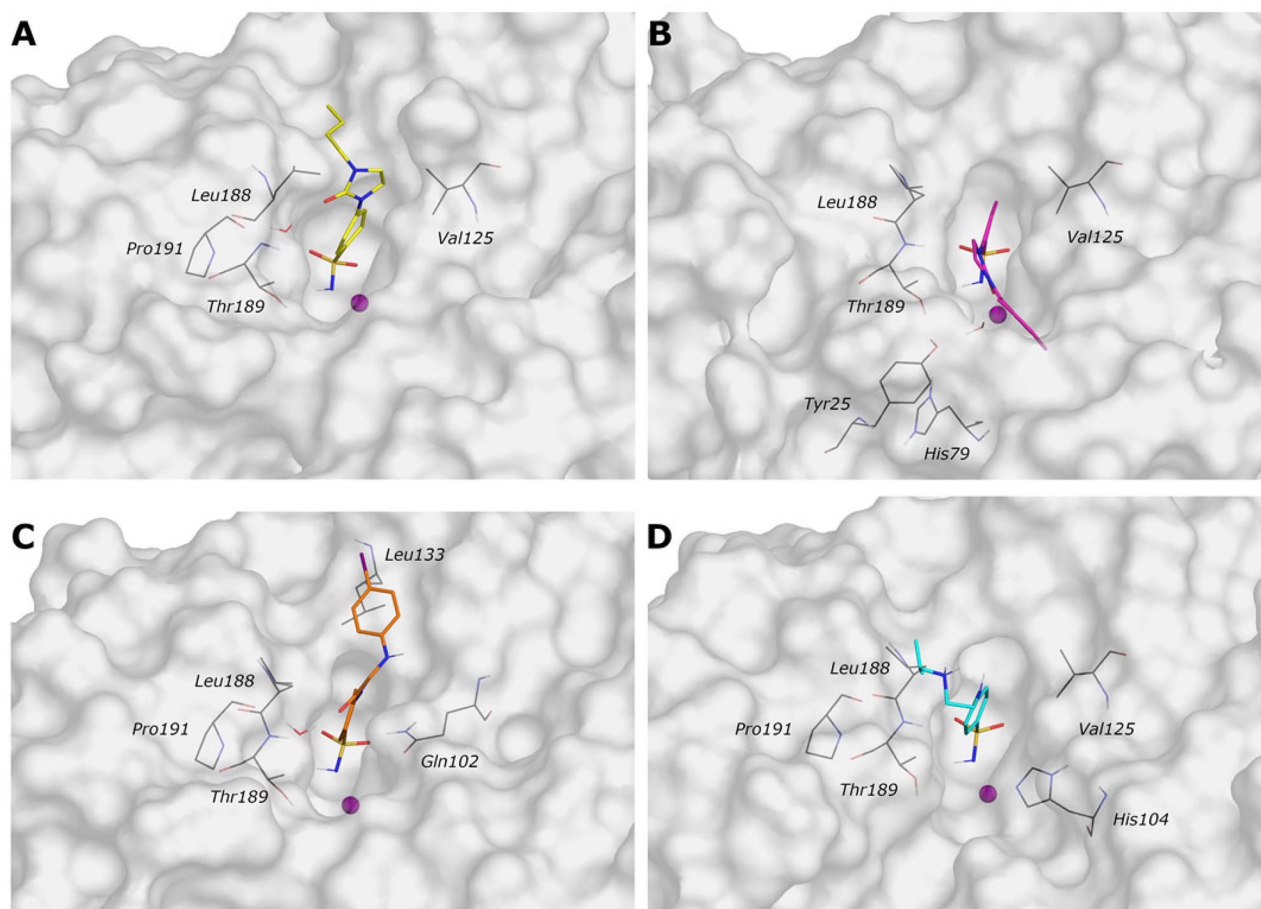 A
Leu188
Val125
Pro191
Thr189
B
Leu188
Val125
Thr189
Tyr25
His79
C
Leu133
Leu188
Pro191
Gln102
Thr189
D
Leu188
Pro191
Val125
Thr189
His104